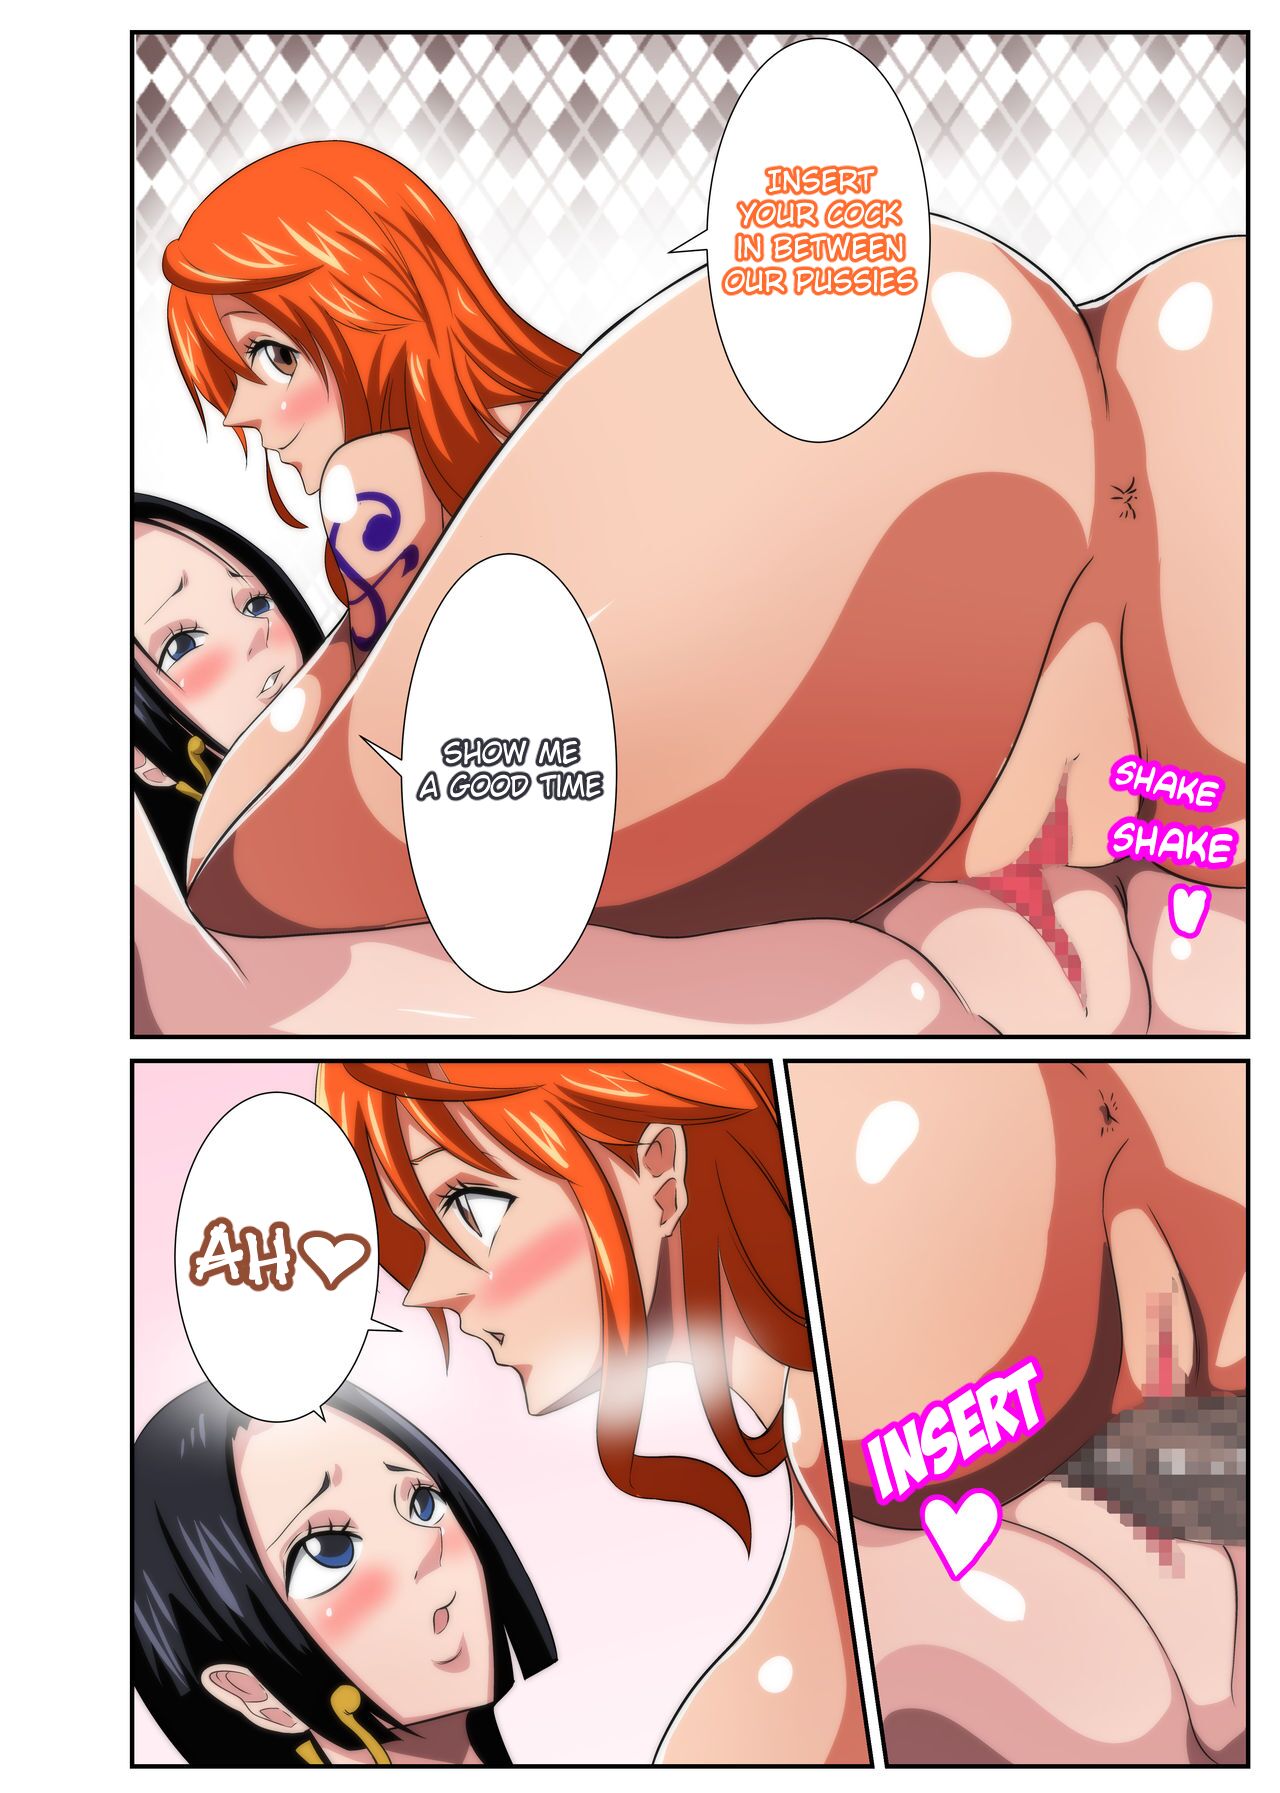 INSERT
YOUR COCK
IN BETWEEN
OUR PUSSIES
SHOW ME
A GOOD TIME
SHAKE
SHAKE
AH♡
INSERT